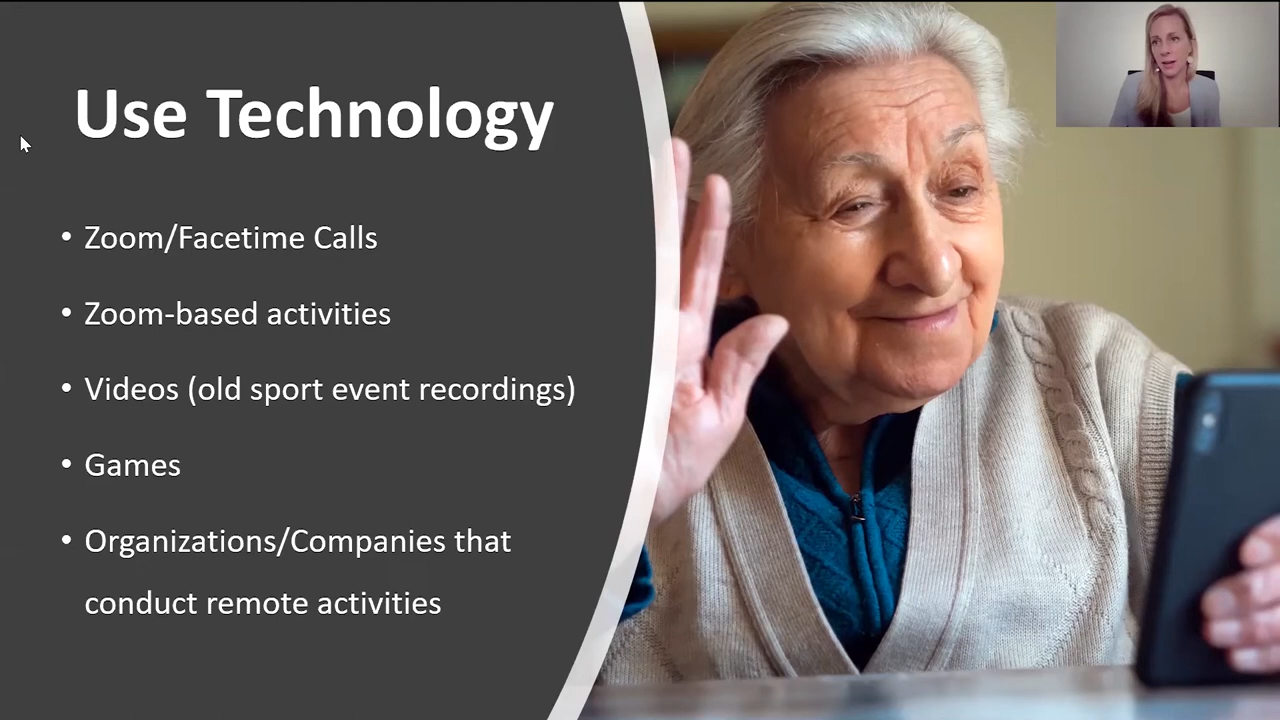 Use Technology
• Zoom/Facetime Calls
• Zoom-based activities
• Videos (old sport event recordings)
• Games
• Organizations/Companies that
conduct remote activities